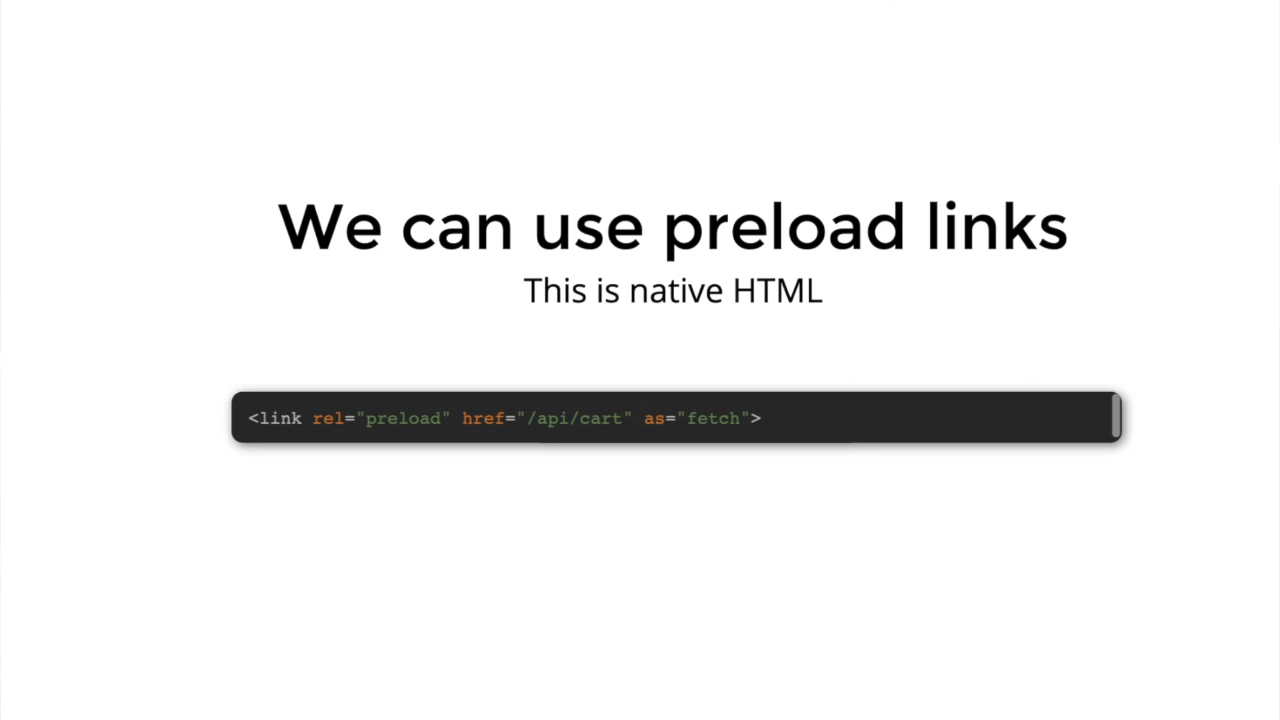 We can use preload links
This is native HTML
<link rel="preload" href="/api/cart" as="fetch">